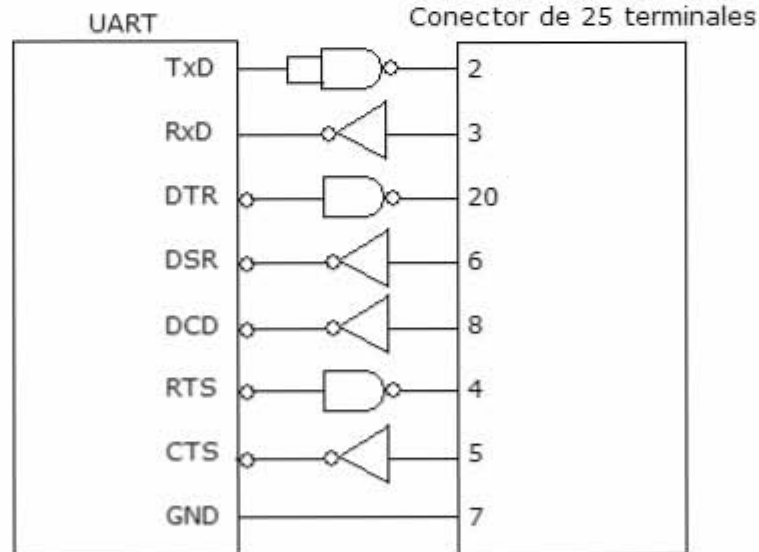 UART
Conector de 25 terminales
TxD 2
RxD 3
DTR 20
DSR 6
DCD 8
RTS 4
CTS 5
GND 7